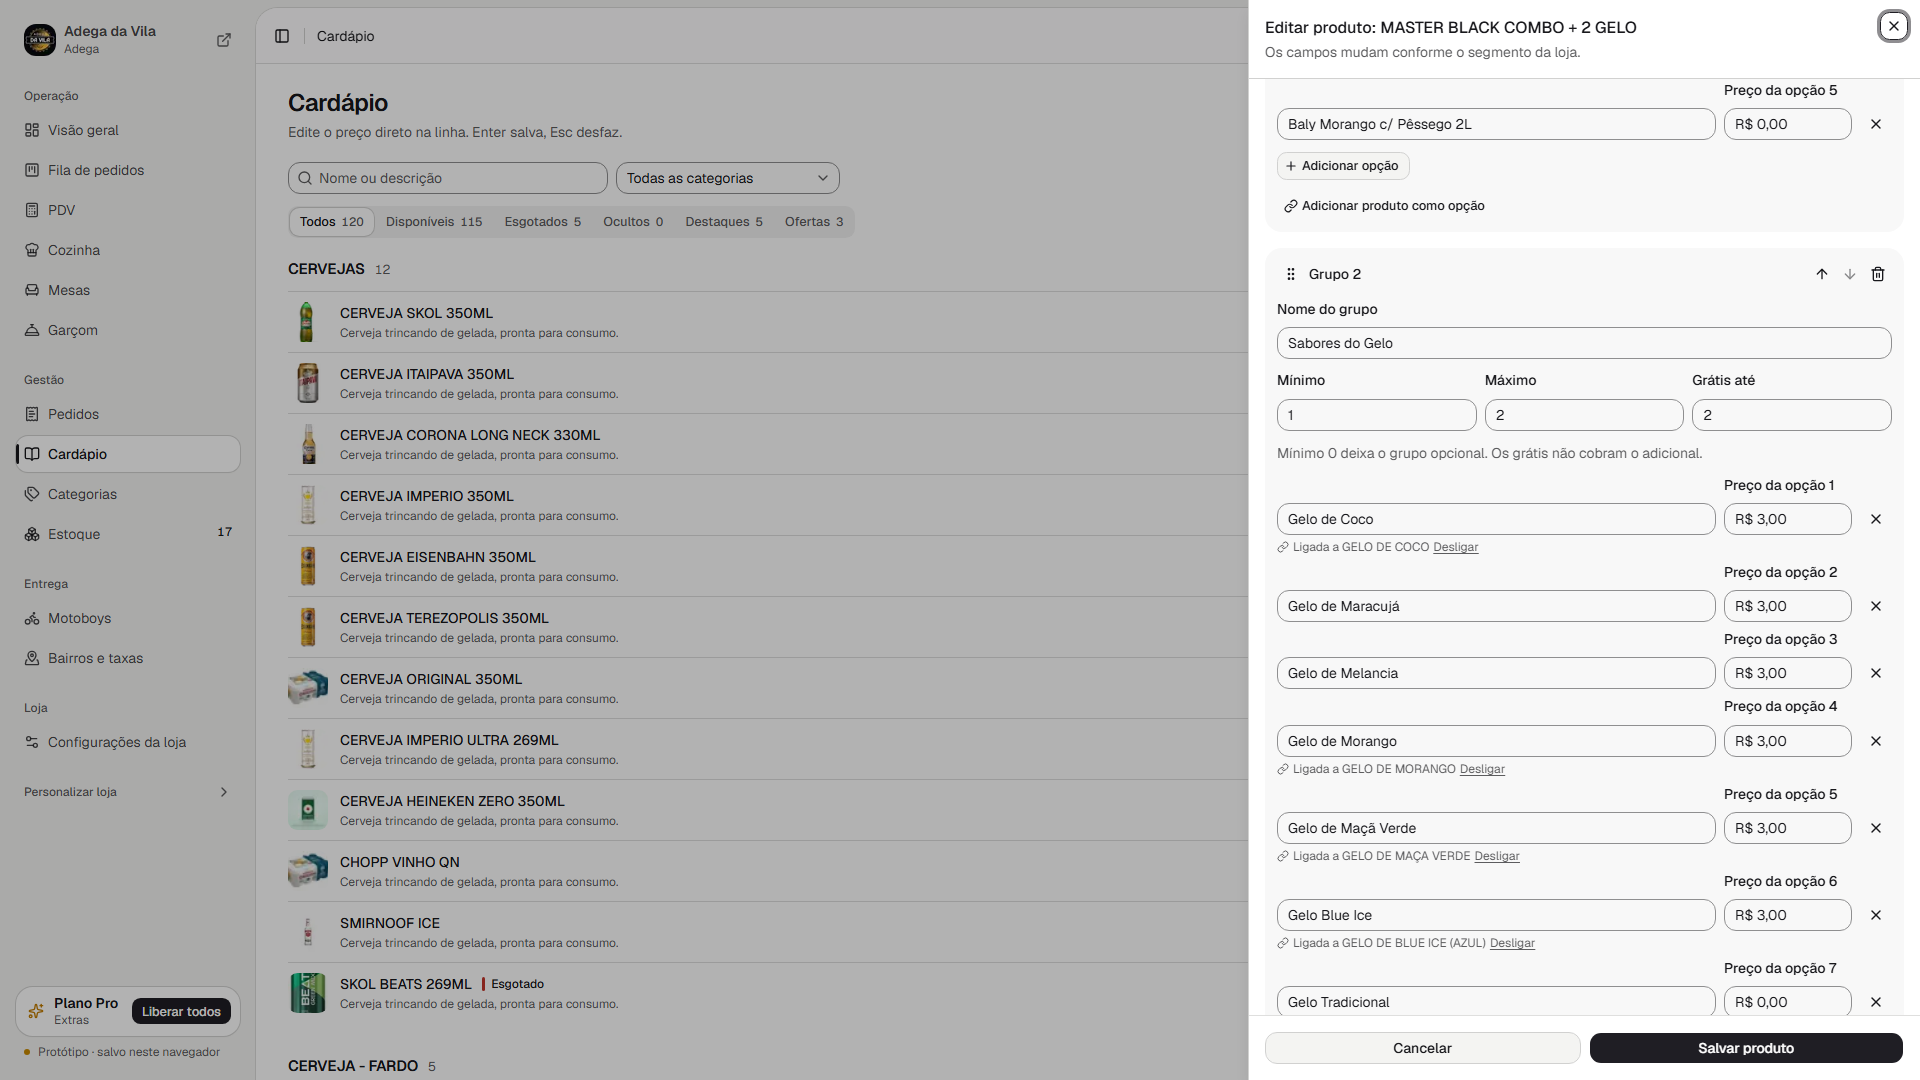 Adega da Vila
Adega
Operação
Visão geral
Fila de pedidos
PDV
Cozinha
Mesas
Garçom
Gestão
Pedidos
Cardápio
Categorias
Estoque 17
Entrega
Motoboys
Bairros e taxas
Loja
Configurações da loja
Personalizar loja
Plano Pro
Extras
Liberar todos
Protótipo · salvo neste navegador
Cardápio
Cardápio
Edite o preço direto na linha. Enter salva, Esc desfaz.
Nome ou descrição
Todas as categorias
Todos 120 Disponíveis 115 Esgotados 5 Ocultos 0 Destaques 5 Ofertas 3
CERVEJAS 12
CERVEJA SKOL 350ML
Cerveja trincando de gelada, pronta para consumo.
CERVEJA ITAIPAVA 350ML
Cerveja trincando de gelada, pronta para consumo.
CERVEJA CORONA LONG NECK 330ML
Cerveja trincando de gelada, pronta para consumo.
CERVEJA IMPERIO 350ML
Cerveja trincando de gelada, pronta para consumo.
CERVEJA EISENBAHN 350ML
Cerveja trincando de gelada, pronta para consumo.
CERVEJA TEREZOPOLIS 350ML
Cerveja trincando de gelada, pronta para consumo.
CERVEJA ORIGINAL 350ML
Cerveja trincando de gelada, pronta para consumo.
CERVEJA IMPERIO ULTRA 269ML
Cerveja trincando de gelada, pronta para consumo.
CERVEJA HEINEKEN ZERO 350ML
Cerveja trincando de gelada, pronta para consumo.
CHOPP VINHO QN
Cerveja trincando de gelada, pronta para consumo.
SMIRNOOF ICE
Cerveja trincando de gelada, pronta para consumo.
SKOL BEATS 269ML Esgotado
Cerveja trincando de gelada, pronta para consumo.
CERVEJA - FARDO 5
Editar produto: MASTER BLACK COMBO + 2 GELO
Os campos mudam conforme o segmento da loja.
Preço da opção 5
Baly Morango c/ Pêssego 2L R$ 0,00
Adicionar opção
Adicionar produto como opção
Grupo 2
Nome do grupo
Sabores do Gelo
Mínimo Máximo Grátis até
1 2 2
Mínimo 0 deixa o grupo opcional. Os grátis não cobram o adicional.
Preço da opção 1
Gelo de Coco R$ 3,00
Ligada a GELO DE COCO Desligar
Preço da opção 2
Gelo de Maracujá R$ 3,00
Preço da opção 3
Gelo de Melancia R$ 3,00
Preço da opção 4
Gelo de Morango R$ 3,00
Ligada a GELO DE MORANGO Desligar
Preço da opção 5
Gelo de Maçã Verde R$ 3,00
Ligada a GELO DE MAÇA VERDE Desligar
Preço da opção 6
Gelo Blue Ice R$ 3,00
Ligada a GELO DE BLUE ICE (AZUL) Desligar
Preço da opção 7
Gelo Tradicional R$ 0,00
Cancelar
Salvar produto